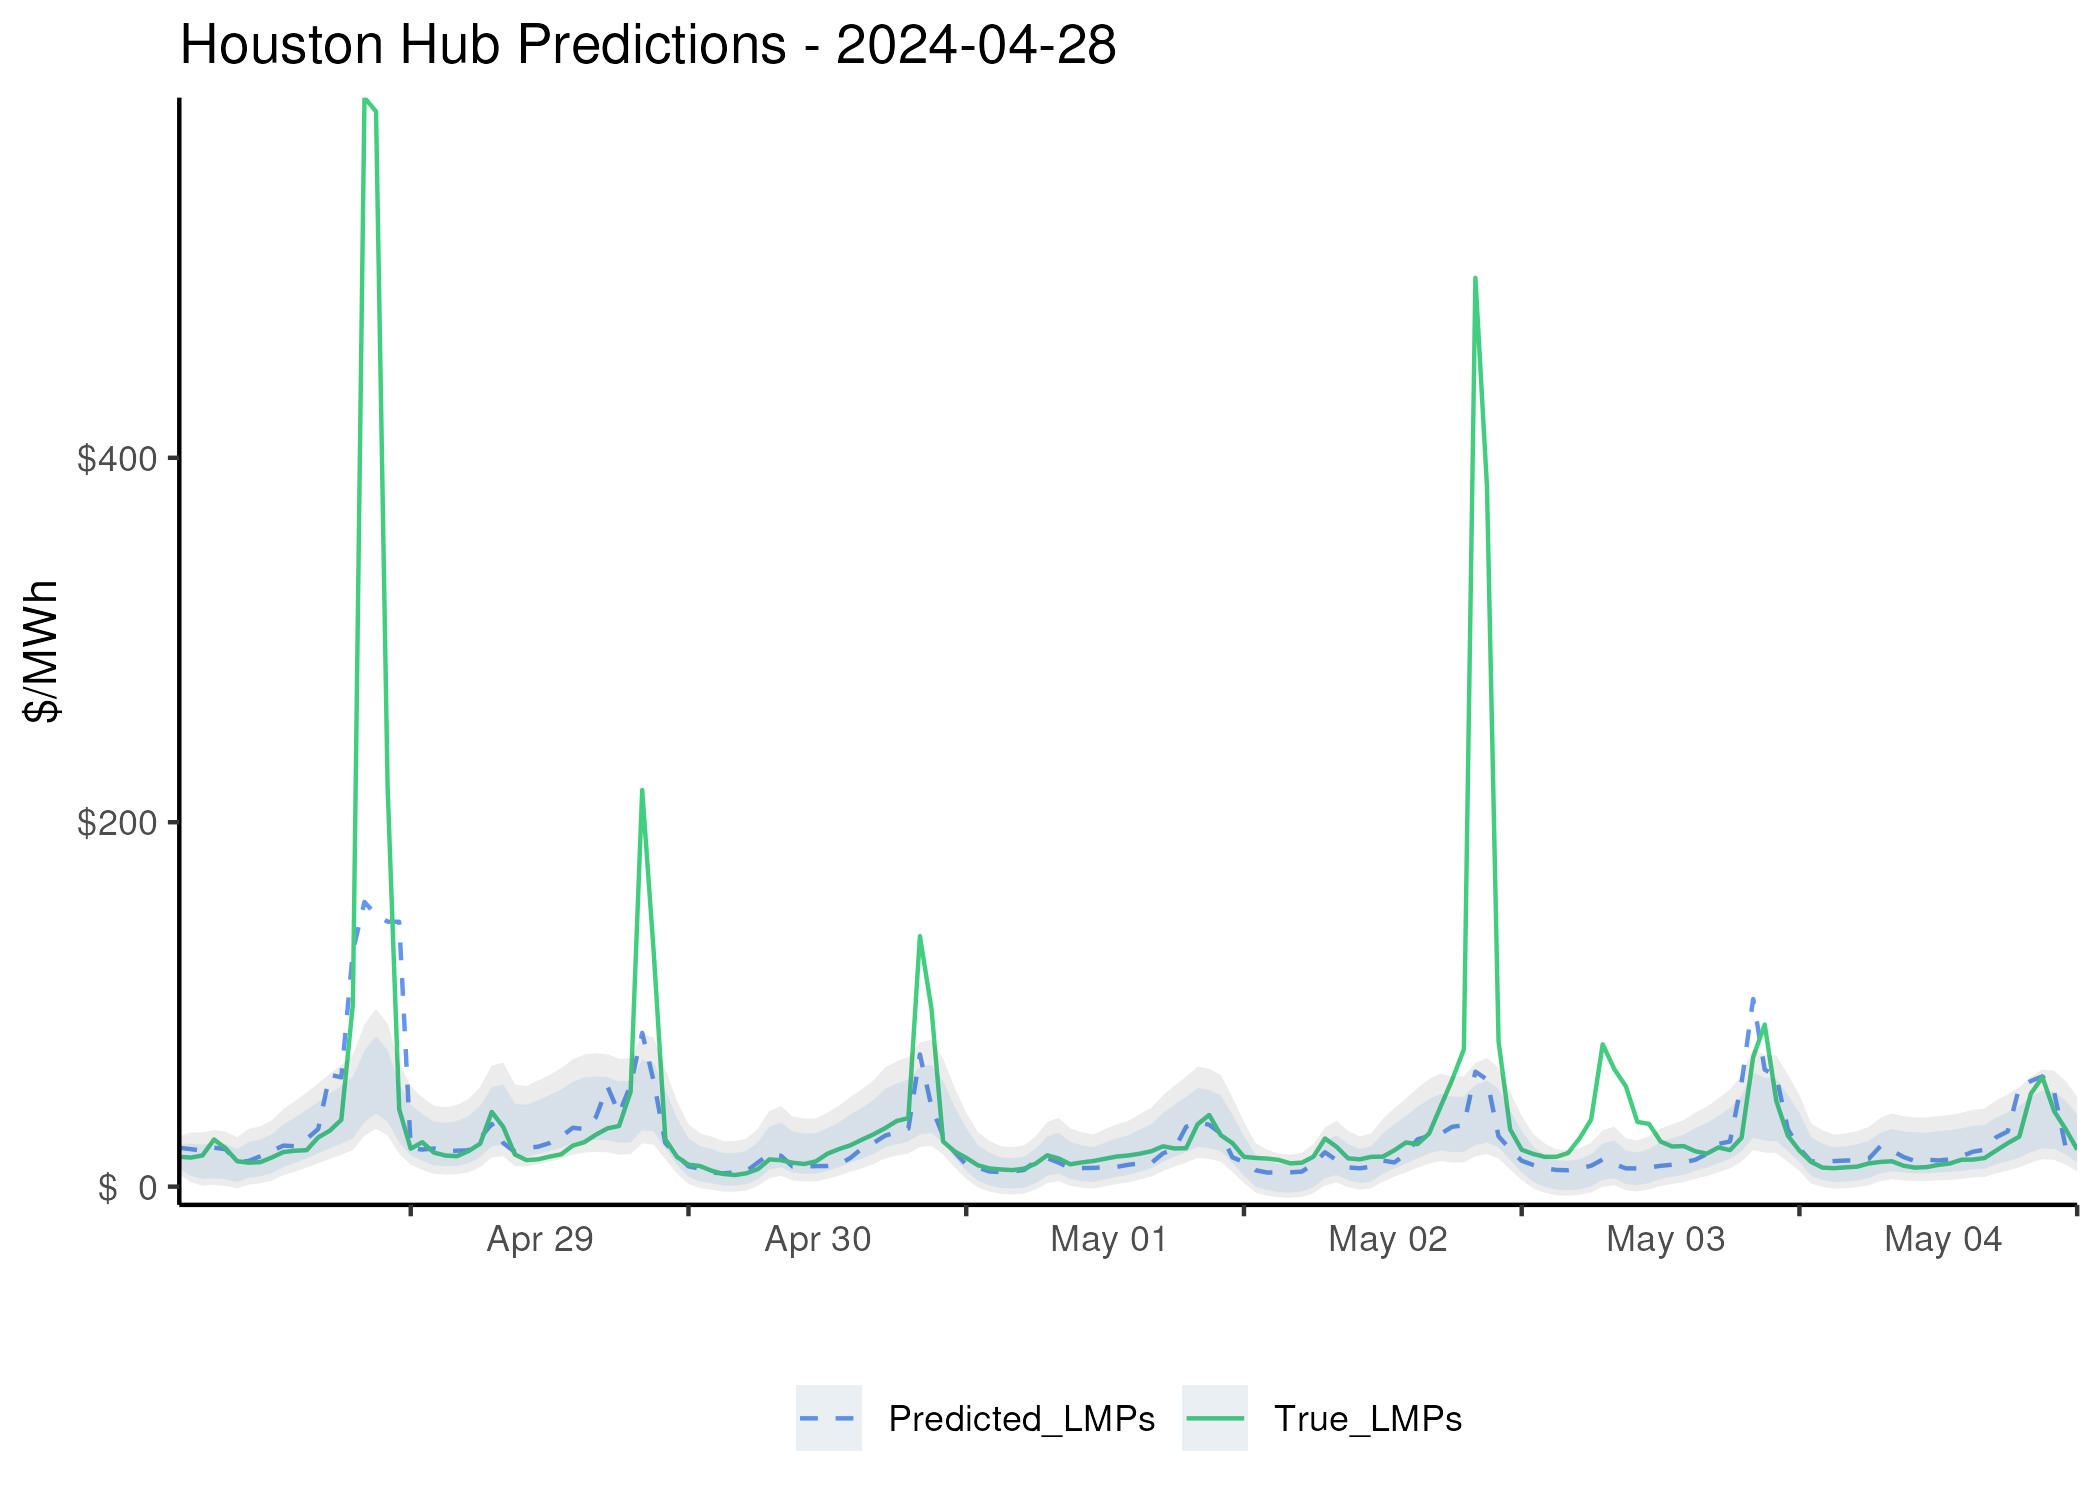 Houston Hub Predictions - 2024-04-28
$/MWh
$400
$200
$ 0
Apr 29
Apr 30
May 01
May 02
May 03
May 04
Predicted_LMPs
True_LMPs